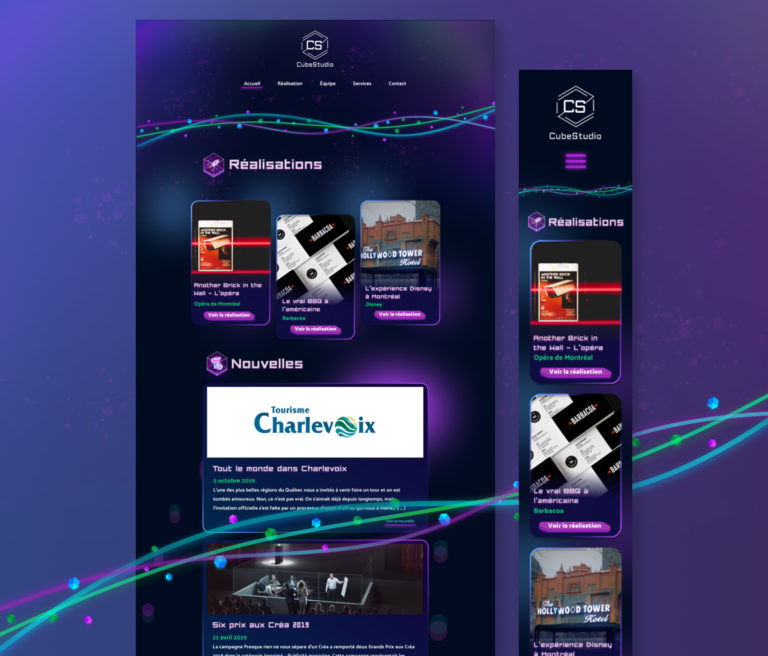 CS
CubeStudio
Accueil Réalisation Équipe Services Contact
Réalisations
ANOTHER BRICK
IN THE WALL
Another Brick in the
Wall - L'opéra
Opéra de Montréal
Voir la réalisation
BARBACOA
BARBACOA
Le vrai BBQ à
l'américaine
Barbacoa
Voir la réalisation
The
HOLLYWOOD TOWER
Hotel
L'expérience Disney
à Montréal
Disney
Voir la réalisation
Nouvelles
Tourisme
Charlevoix
Tout le monde dans Charlevoix
5 octobre 2019
L'une des plus belles régions du Québec nous a invités à venir faire un tour et on est
tombés amoureux. Non, ce n'est pas vrai. On s'aimait déjà depuis longtemps, mais
l'invitation officielle s'est faite par un processus d'appel d'offres qui nous a mené [...]
Voir la nouvelle
Six prix aux Créa 2019
21 avril 2019
La campagne Presque rien ne vous sépare d'un Créa a remporté deux Grands Prix aux Créa
CS
CubeStudio
Réalisations
ANOTHER BRICK
IN THE WALL
Another Brick in
the Wall - L'opéra
Opéra de Montréal
Voir la réalisation
BARBACOA
BARBACOA
Le vrai BBQ à
l'américaine
Barbacoa
Voir la réalisation
The
HOLLYWOOD TOWER
Hotel
L'expérience Disney
à Montréal